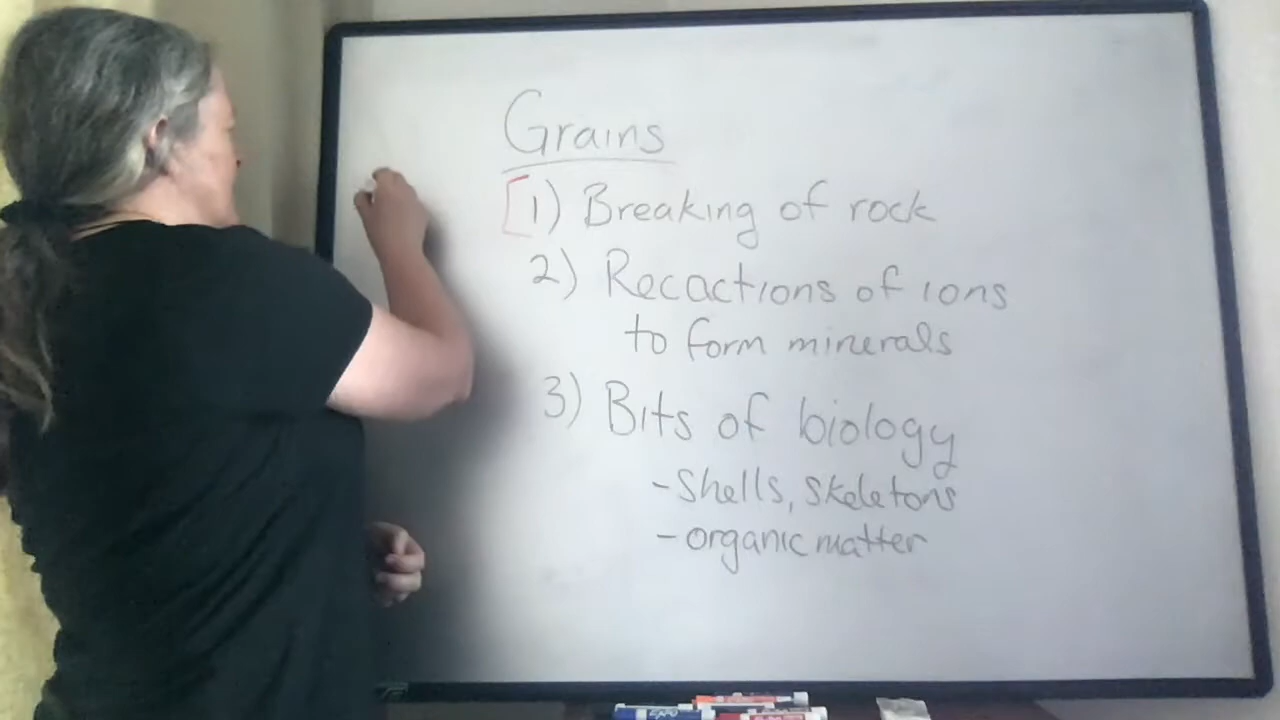 Grains
1) Breaking of rock
2) Recactions of ions
to form minerals
3) Bits of biology
- shells, skeletons
- organic matter
EXPO